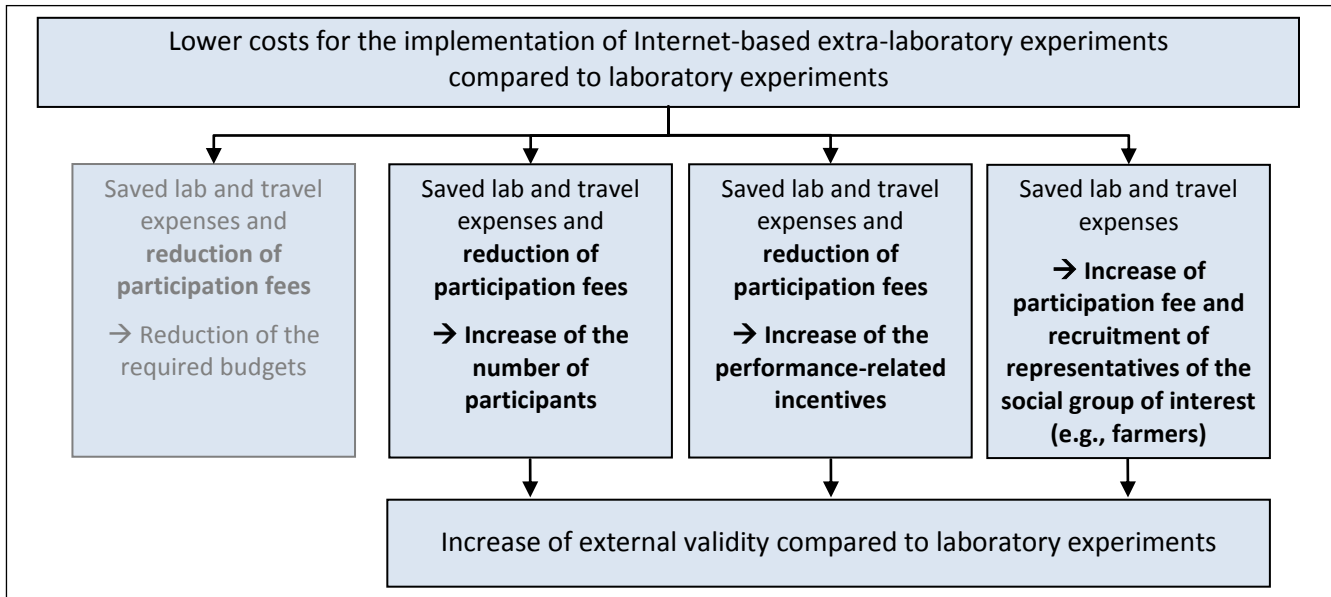 Lower costs for the implementation of Internet-based extra-laboratory experiments
compared to laboratory experiments
Saved lab and travel
expenses and
reduction of
participation fees
→ Reduction of the
required budgets
Saved lab and travel
expenses and
reduction of
participation fees
→ Increase of the
number of
participants
Saved lab and travel
expenses and
reduction of
participation fees
→ Increase of the
performance-related
incentives
Saved lab and travel
expenses
→ Increase of
participation fee and
recruitment of
representatives of the
social group of interest
(e.g., farmers)
Increase of external validity compared to laboratory experiments